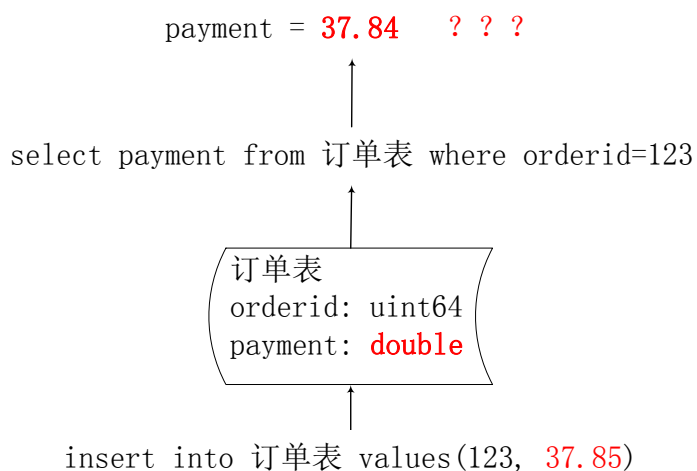 payment = 37.84 ? ? ?
select payment from 订单表 where orderid=123
订单表
orderid: uint64
payment: double
insert into 订单表 values(123, 37.85)